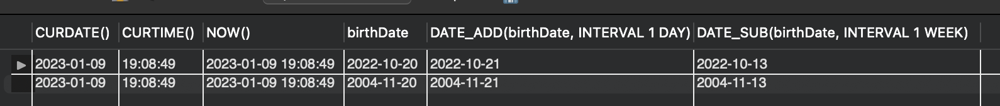 CURDATE() CURTIME() NOW() birthDate DATE_ADD(birthDate, INTERVAL 1 DAY) DATE_SUB(birthDate, INTERVAL 1 WEEK)
2023-01-09 19:08:49 2023-01-09 19:08:49 2022-10-20 2022-10-21 2022-10-13
2023-01-09 19:08:49 2023-01-09 19:08:49 2004-11-20 2004-11-21 2004-11-13